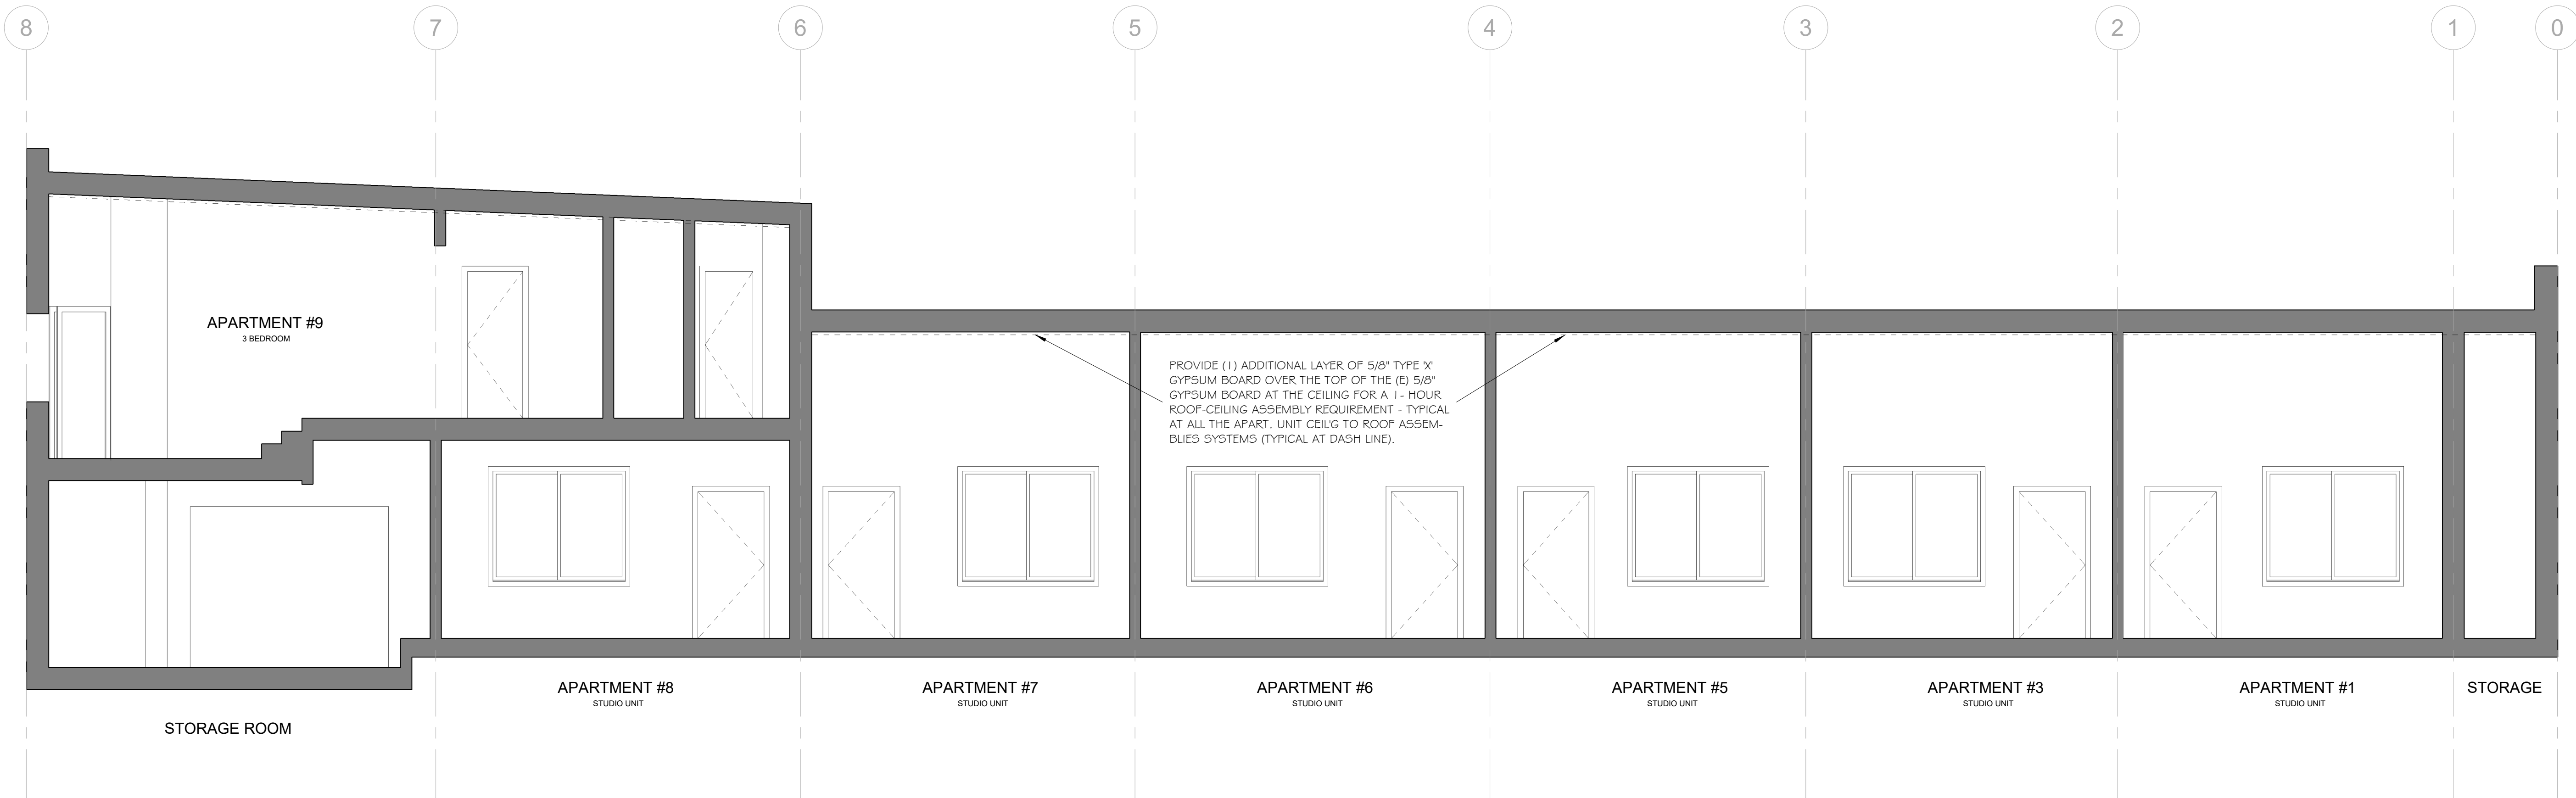 8
7
6
5
4
3
2
1
0
APARTMENT #9
3 BEDROOM
PROVIDE (1) ADDITIONAL LAYER OF 5/8" TYPE 'X'
GYPSUM BOARD OVER THE TOP OF THE (E) 5/8"
GYPSUM BOARD AT THE CEILING FOR A 1- HOUR
ROOF-CEILING ASSEMBLY REQUIREMENT - TYPICAL
AT ALL THE APART. UNIT CEIL'G TO ROOF ASSEM-
BLIES SYSTEMS (TYPICAL AT DASH LINE).
APARTMENT #8
STUDIO UNIT
APARTMENT #7
STUDIO UNIT
APARTMENT #6
STUDIO UNIT
APARTMENT #5
STUDIO UNIT
APARTMENT #3
STUDIO UNIT
APARTMENT #1
STUDIO UNIT
STORAGE
STORAGE ROOM